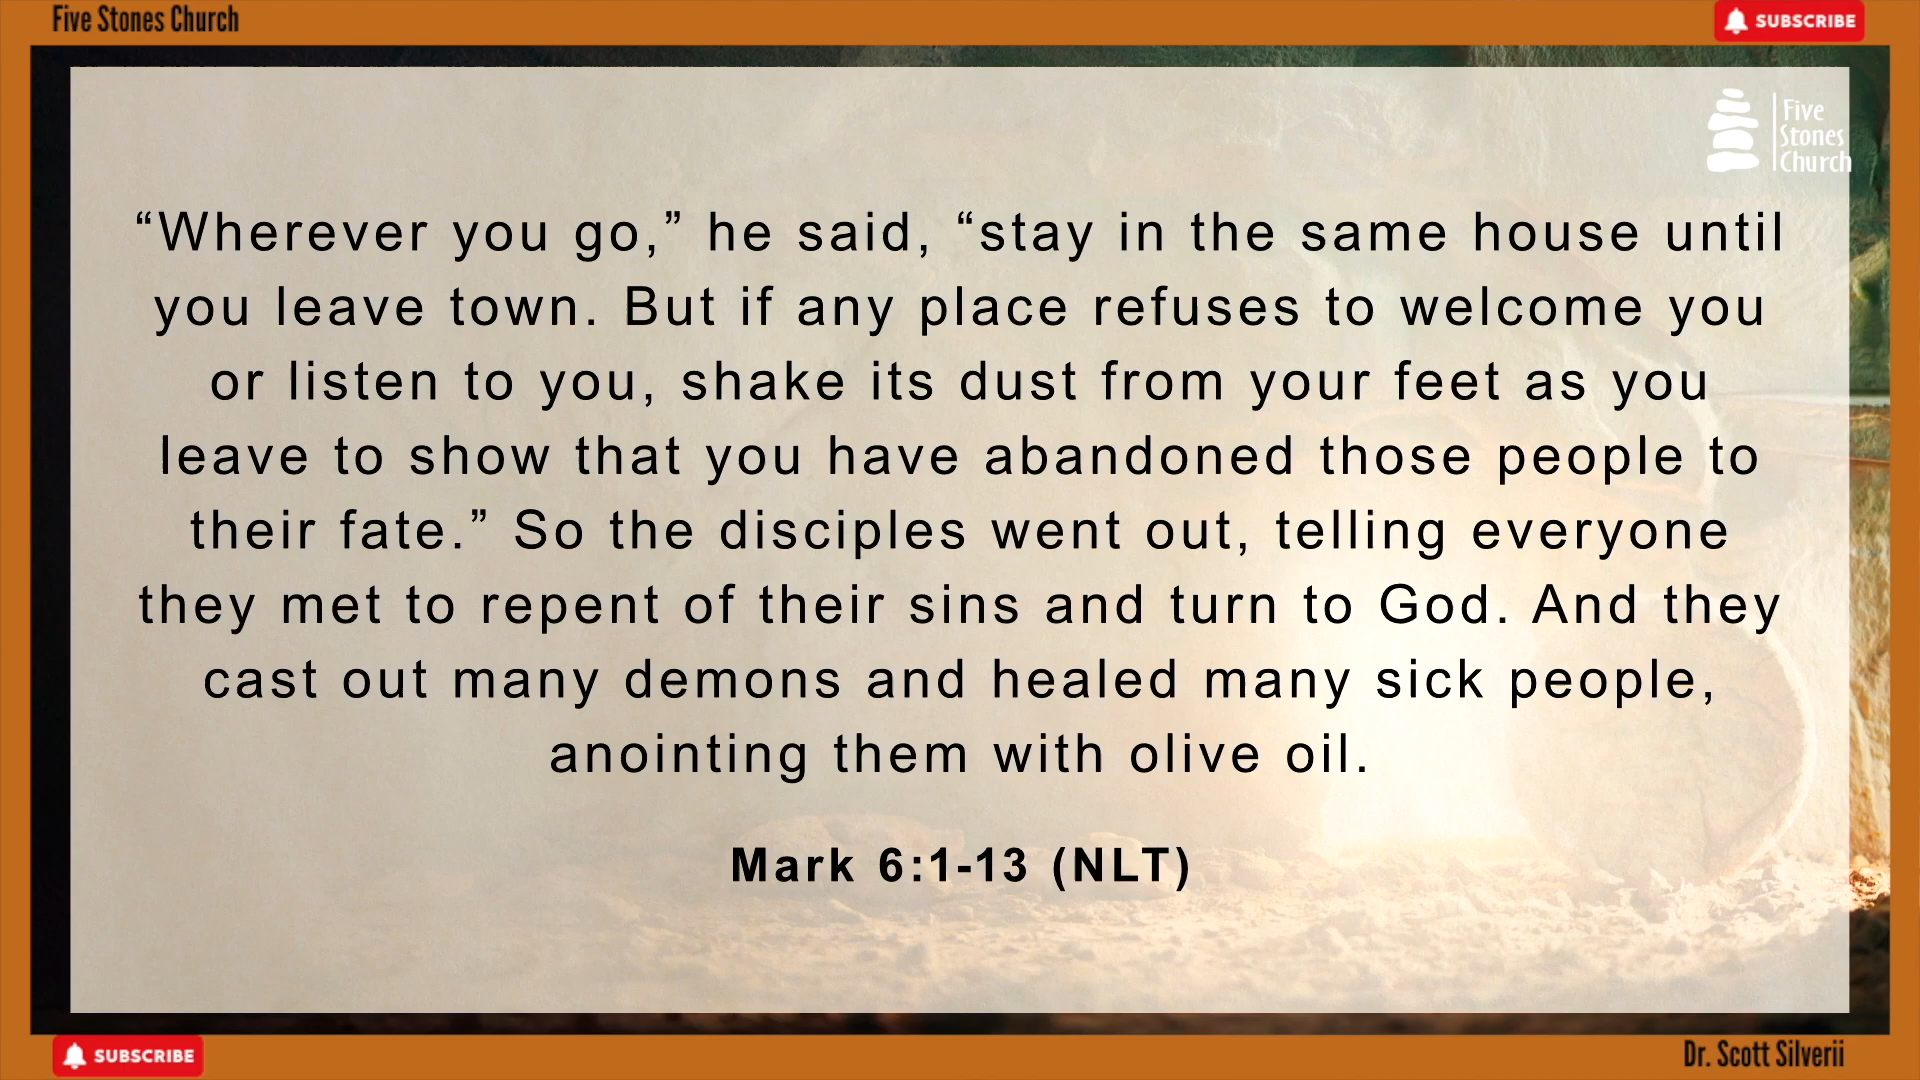 Five Stones Church
SUBSCRIBE
Five
Stones
Church
“Wherever you go,” he said, “stay in the same house until
you leave town. But if any place refuses to welcome you
or listen to you, shake its dust from your feet as you
leave to show that you have abandoned those people to
their fate.” So the disciples went out, telling everyone
they met to repent of their sins and turn to God. And they
cast out many demons and healed many sick people,
anointing them with olive oil.
Mark 6:1-13 (NLT)
SUBSCRIBE
Dr. Scott Silverii